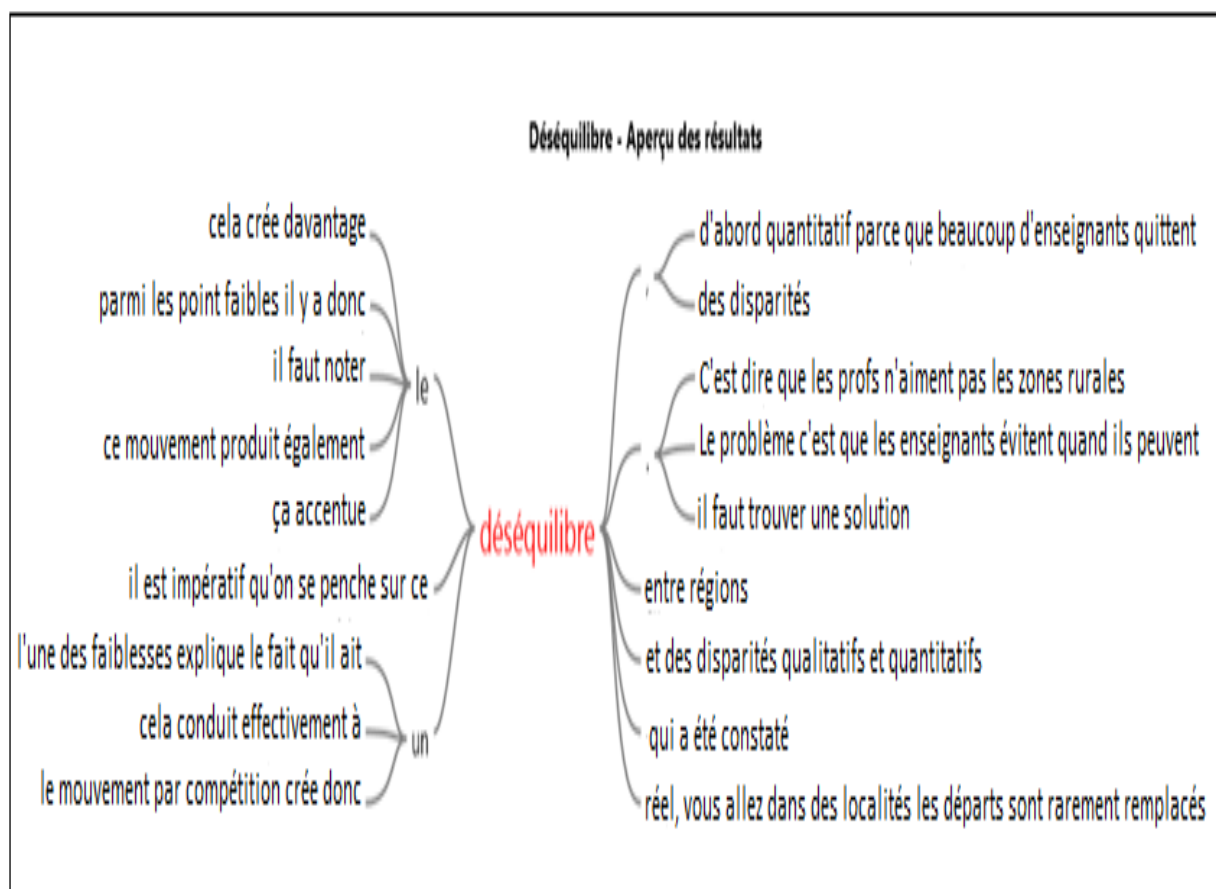 Déséquilibre - Aperçu des résultats
cela crée davantage
parmi les point faibles il y a donc
il faut noter
ce mouvement produit également
ça accentue
le
il est impératif qu'on se penche sur ce
l'une des faiblesses explique le fait qu'il ait
cela conduit effectivement à
le mouvement par compétition crée donc
un
déséquilibre
,
d'abord quantitatif parce que beaucoup d'enseignants quittent
des disparités
.
C'est dire que les profs n'aiment pas les zones rurales
Le problème c'est que les enseignants évitent quand ils peuvent
il faut trouver une solution
entre régions
et des disparités qualitatifs et quantitatifs
qui a été constaté
réel, vous allez dans des localités les départs sont rarement remplacés